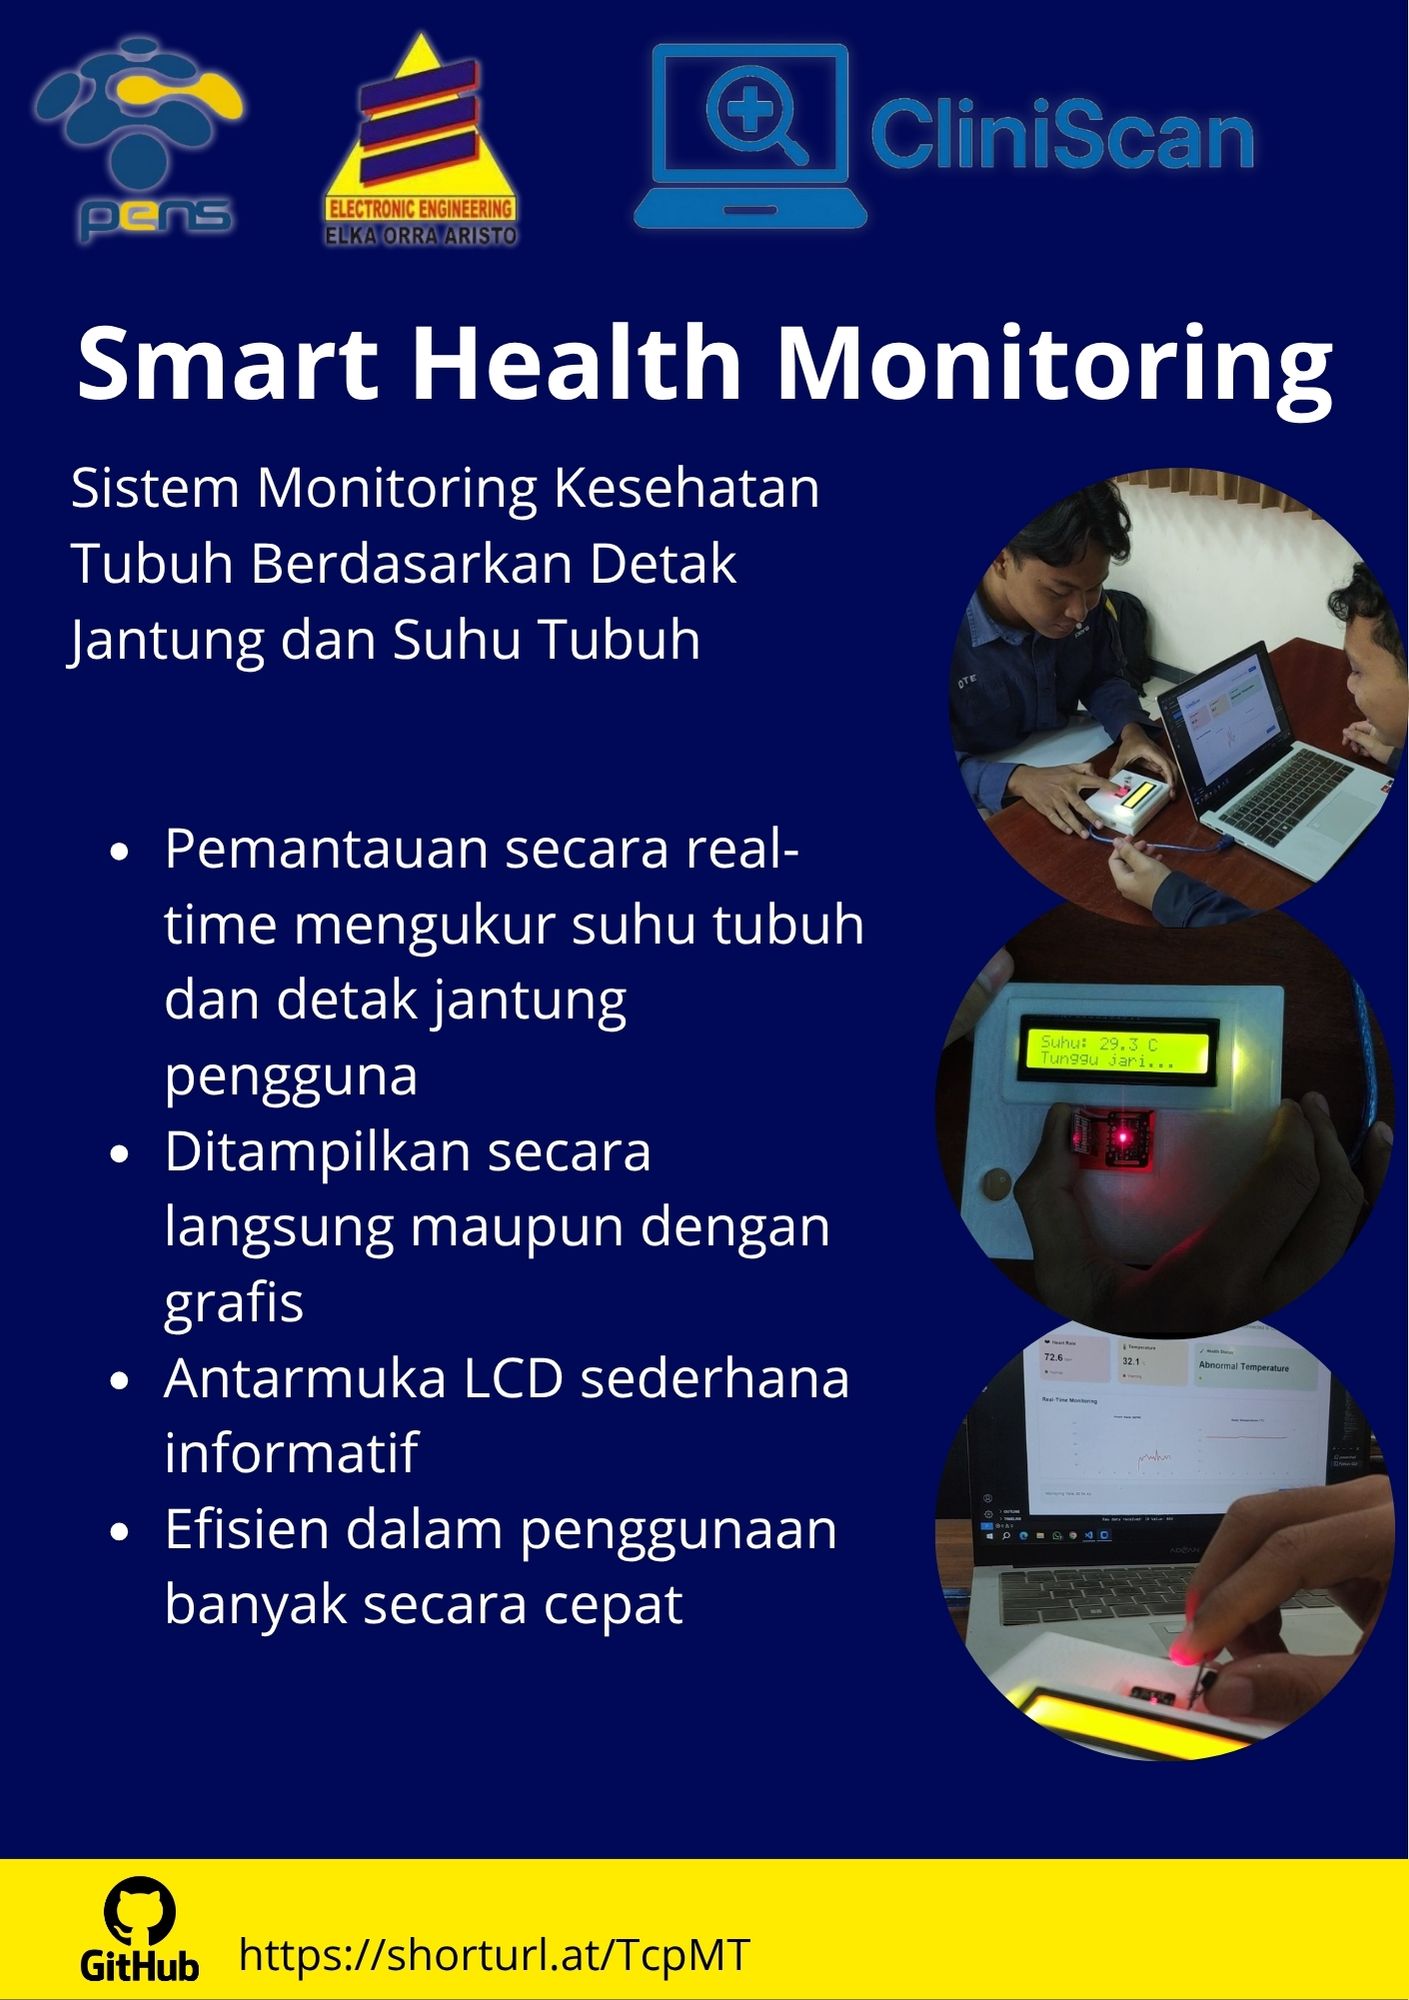 pens
ELECTRONIC ENGINEERING
ELKA ORRA ARISTO
CliniScan
Smart Health Monitoring
Sistem Monitoring Kesehatan
Tubuh Berdasarkan Detak
Jantung dan Suhu Tubuh
• Pemantauan secara real-
time mengukur suhu tubuh
dan detak jantung
pengguna
• Ditampilkan secara
langsung maupun dengan
grafis
• Antarmuka LCD sederhana
informatif
• Efisien dalam penggunaan
banyak secara cepat
Suhu: 29.3 C
Tunggu jari...
Heart Rate
72.6
Temperature
32.1
Health Status
Abnormal Temperature
Real-Time Monitoring
GitHub
https://shorturl.at/TcpMT